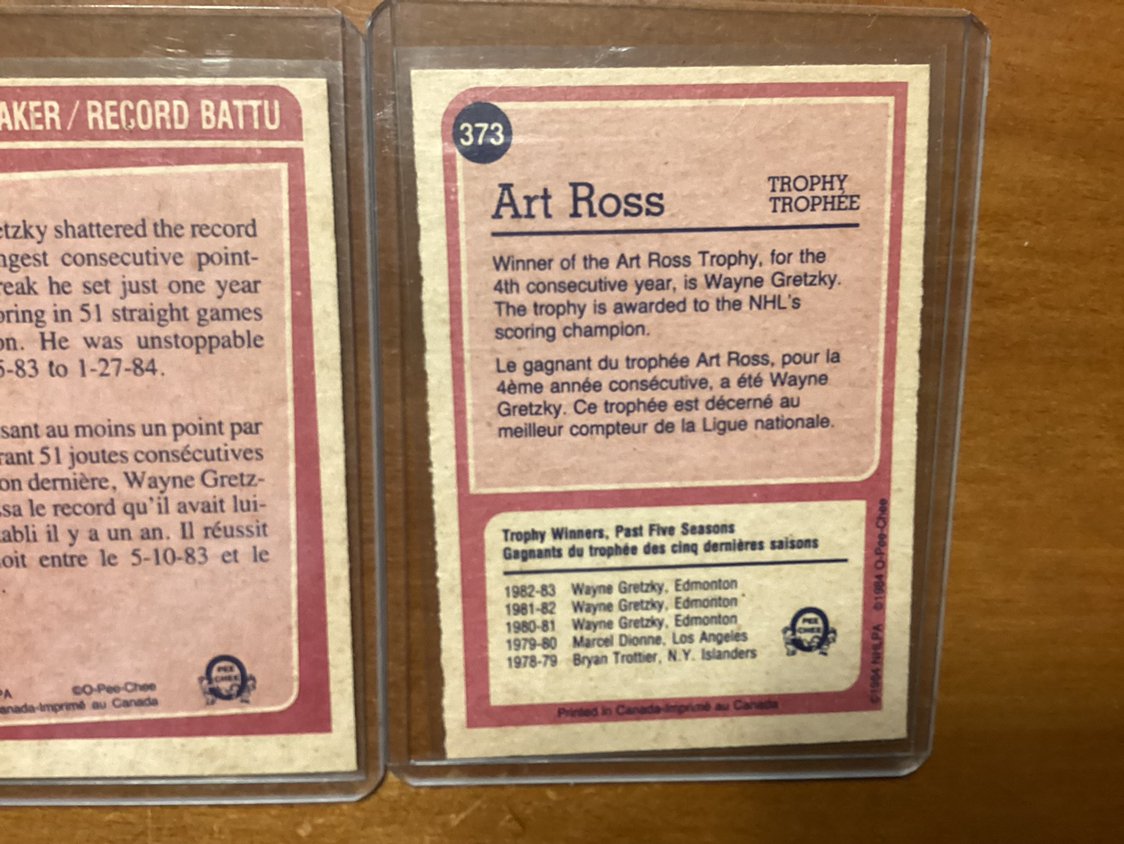 AKER / RECORD BATTU
etzky shattered the record
ngest consecutive point-
reak he set just one year
oring in 51 straight games
on. He was unstoppable
5-83 to 1-27-84.
sant au moins un point par
rant 51 joutes consécutives
on dernière, Wayne Gretz-
ssa le record qu'il avait lui-
tabli il y a un an. Il réussit
loit entre le 5-10-83 et le
PEE
CHEE
PA ©O-Pee-Chee
anada-Imprimé au Canada
373
Art Ross
TROPHY
TROPHÉE
Winner of the Art Ross Trophy, for the
4th consecutive year, is Wayne Gretzky.
The trophy is awarded to the NHL's
scoring champion.
Le gagnant du trophée Art Ross, pour la
4ème année consécutive, a été Wayne
Gretzky. Ce trophée est décerné au
meilleur compteur de la Ligue nationale.
Trophy Winners, Past Five Seasons
Gagnants du trophée des cinq dernières saisons
1982-83 Wayne Gretzky, Edmonton
1981-82 Wayne Gretzky, Edmonton
1980-81 Wayne Gretzky, Edmonton
1979-80 Marcel Dionne, Los Angeles
1978-79 Bryan Trottier, N.Y. Islanders
PEE
CHEE
©1984 NHLPA ©1984 O-Pee-Chee
Printed in Canada-Imprimé au Canada